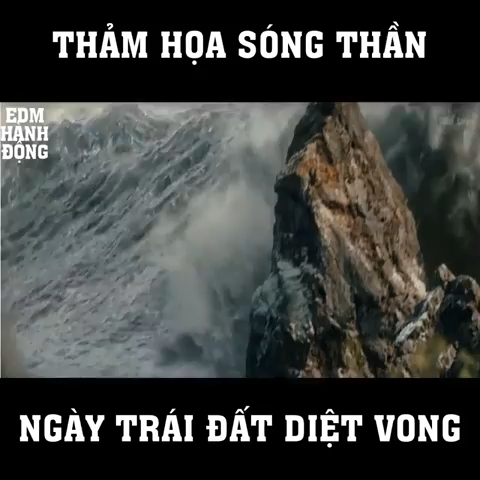 THẢM HỌA SÓNG THẦN
EDM
HÀNH
ĐỘNG
NGÀY TRÁI ĐẤT DIỆT VONG